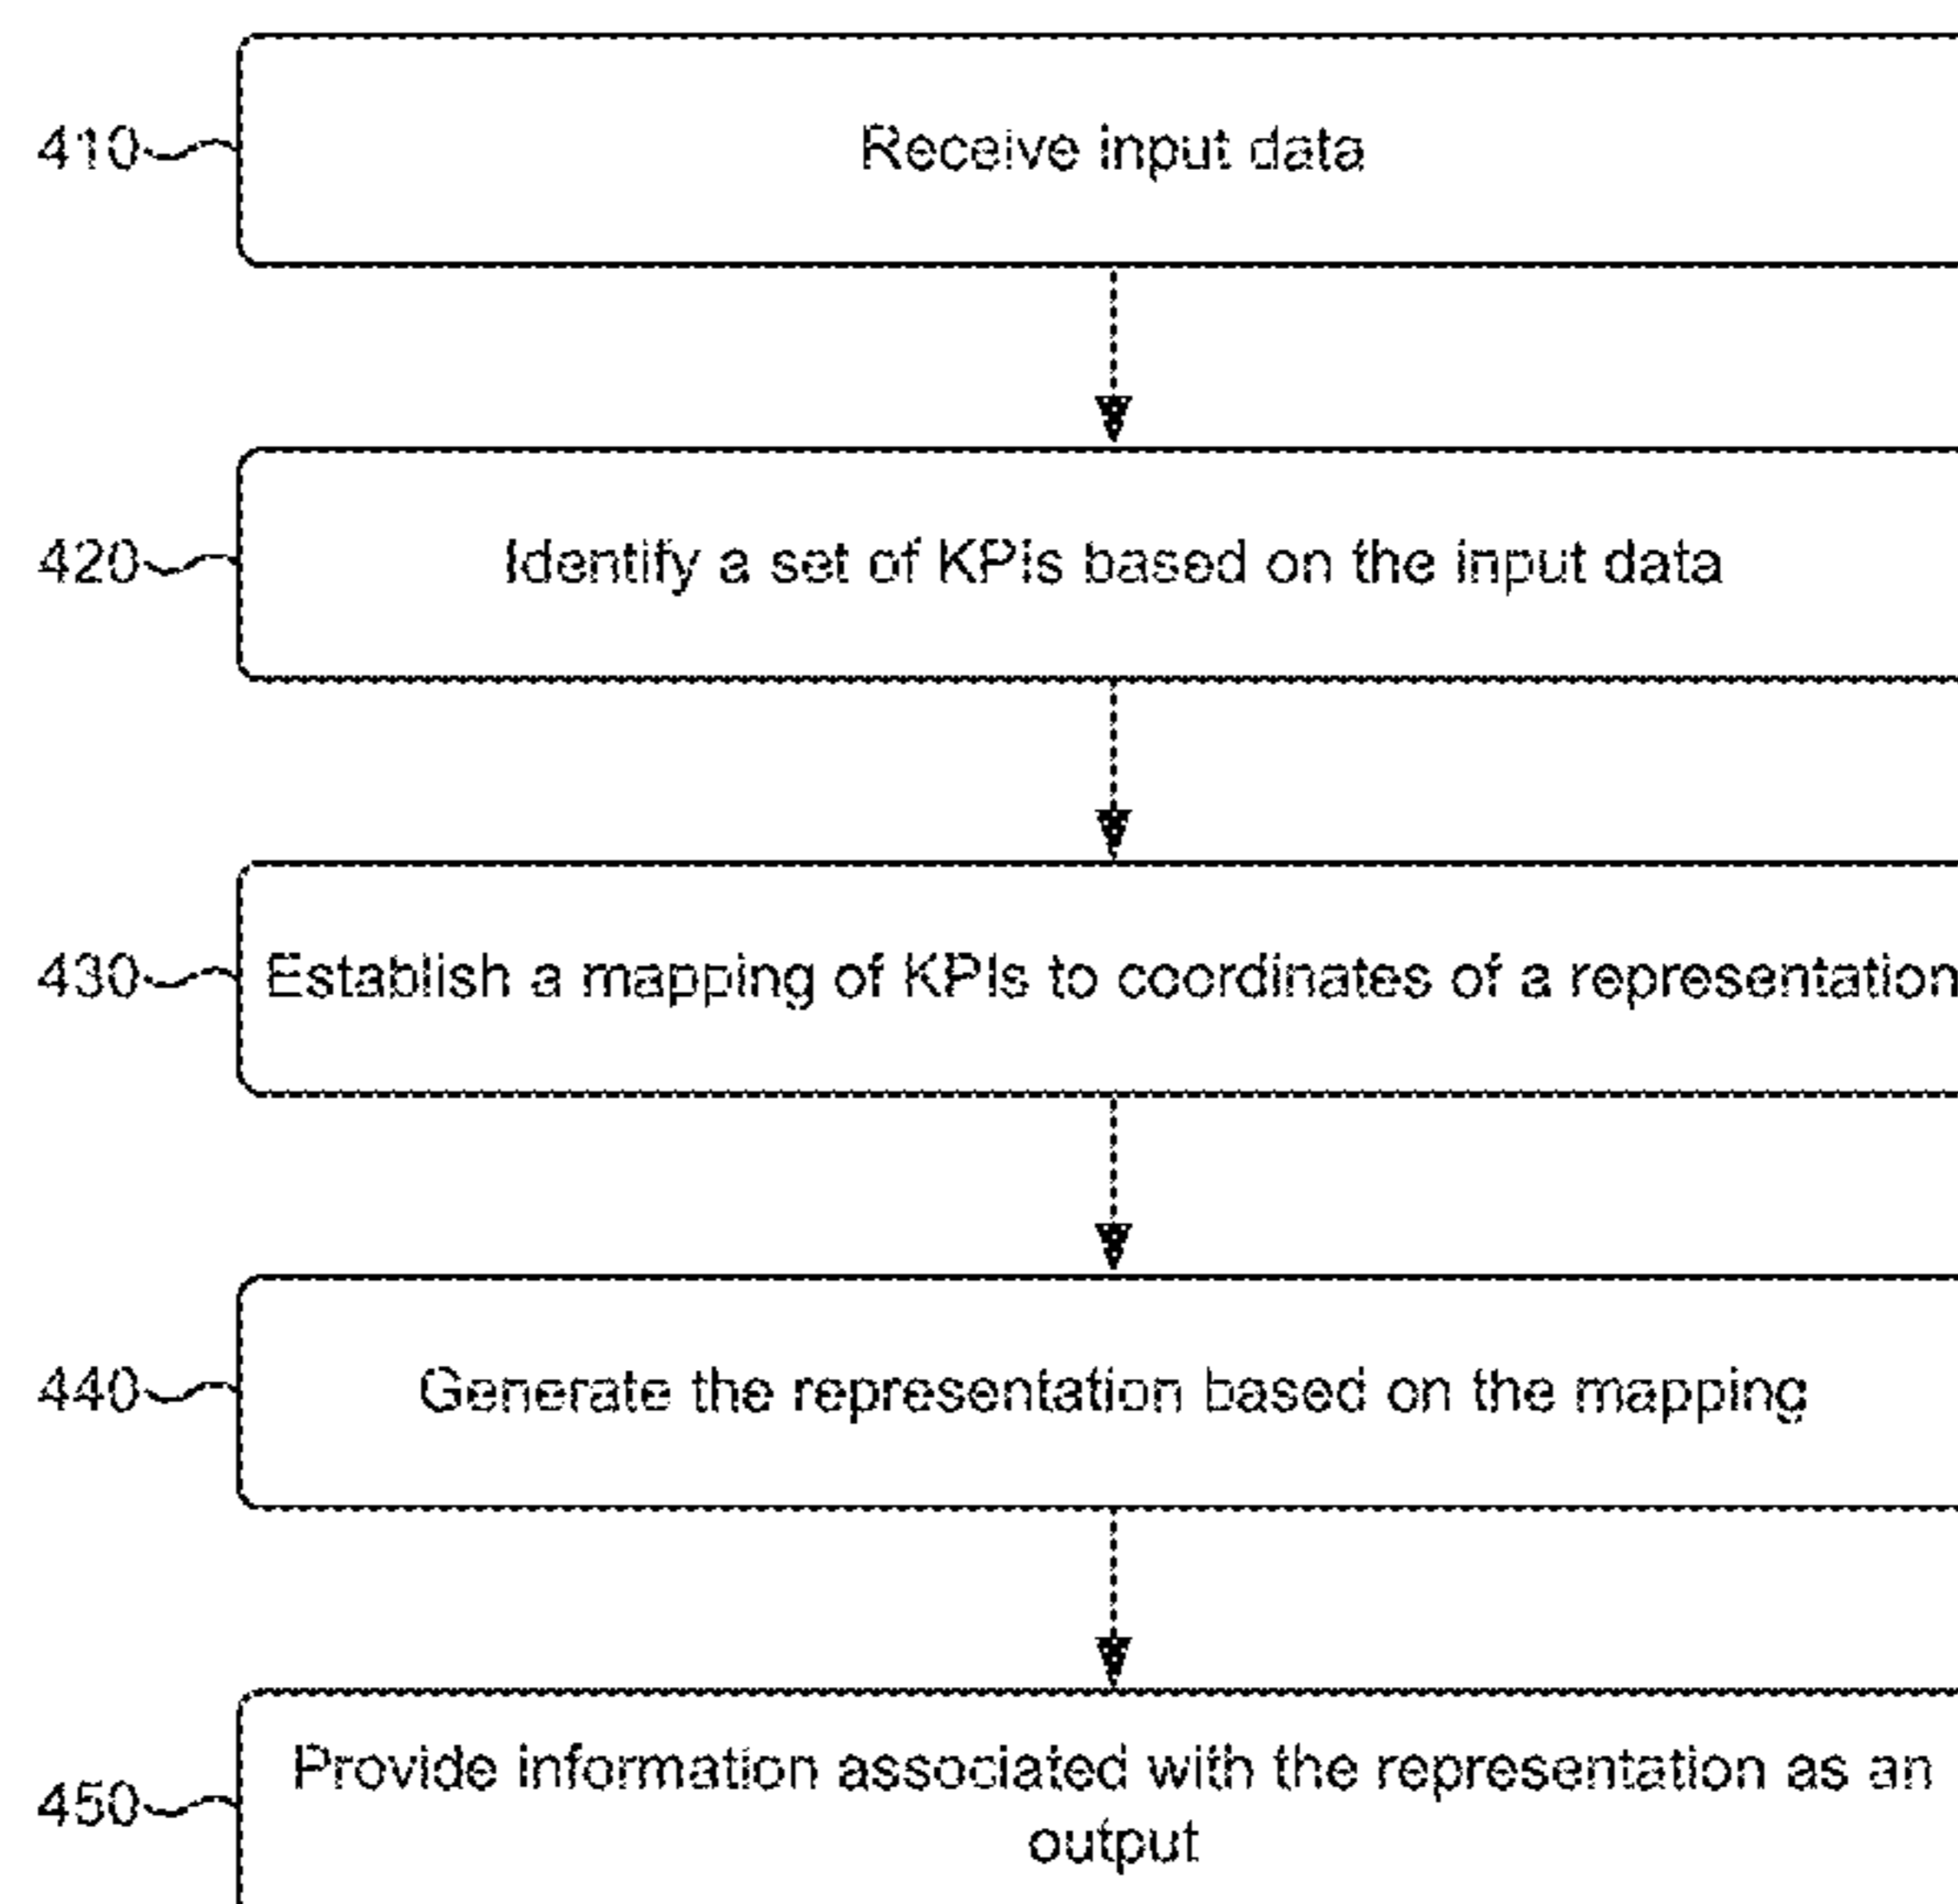 410
Receive input data
420
Identify a set of KPIs based on the input data
430
Establish a mapping of KPIs to coordinates of a representation
440
Generate the representation based on the mapping
450
Provide information associated with the representation as an
output